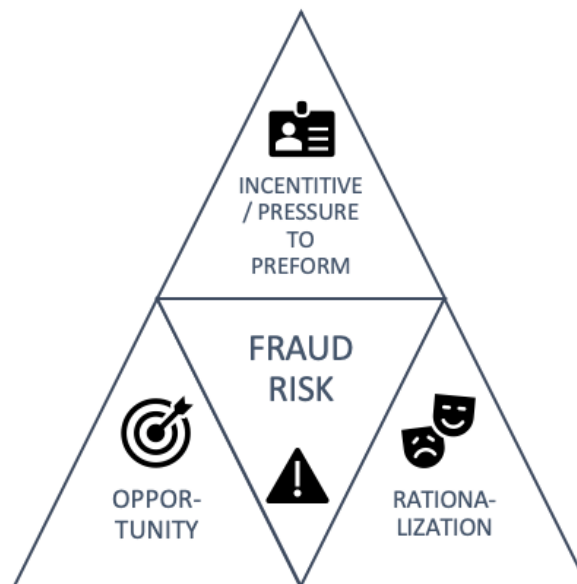 INCENTITIVE
/ PRESSURE
TO
PREFORM
FRAUD
RISK
OPPOR-
TUNITY
RATIONA-
LIZATION